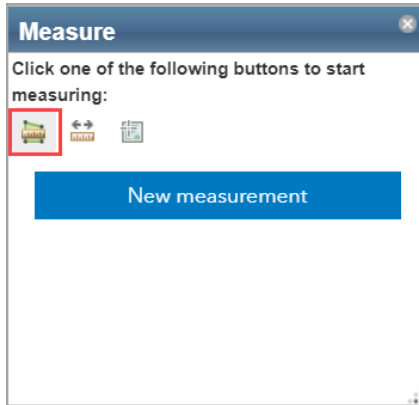 Measure
Click one of the following buttons to start
measuring:
New measurement